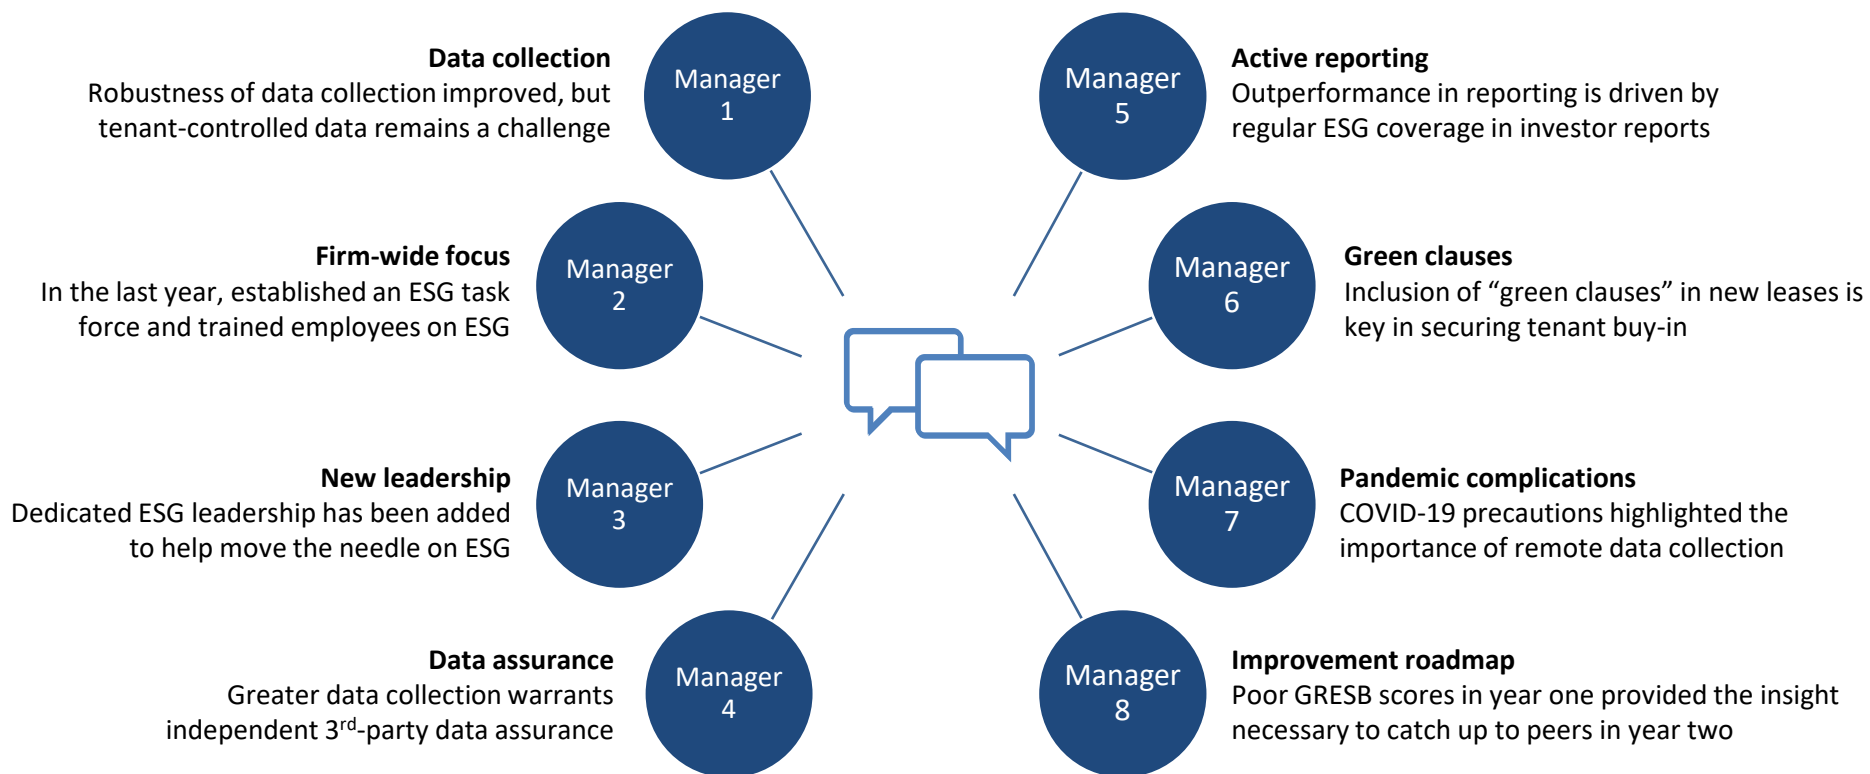 Data collection
Robustness of data collection improved, but
tenant-controlled data remains a challenge
Manager
1
Firm-wide focus
In the last year, established an ESG task
force and trained employees on ESG
Manager
2
New leadership
Dedicated ESG leadership has been added
to help move the needle on ESG
Manager
3
Data assurance
Greater data collection warrants
independent 3rd-party data assurance
Manager
4
Manager
5
Active reporting
Outperformance in reporting is driven by
regular ESG coverage in investor reports
Manager
6
Green clauses
Inclusion of “green clauses” in new leases is
key in securing tenant buy-in
Manager
7
Pandemic complications
COVID-19 precautions highlighted the
importance of remote data collection
Manager
8
Improvement roadmap
Poor GRESB scores in year one provided the insight
necessary to catch up to peers in year two